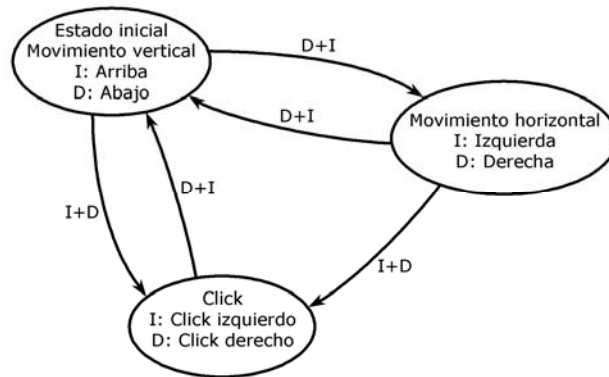 Estado inicial
Movimiento vertical
I: Arriba
D: Abajo
D+I
D+I
Movimiento horizontal
I: Izquierda
D: Derecha
D+I
I+D
I+D
Click
I: Click izquierdo
D: Click derecho